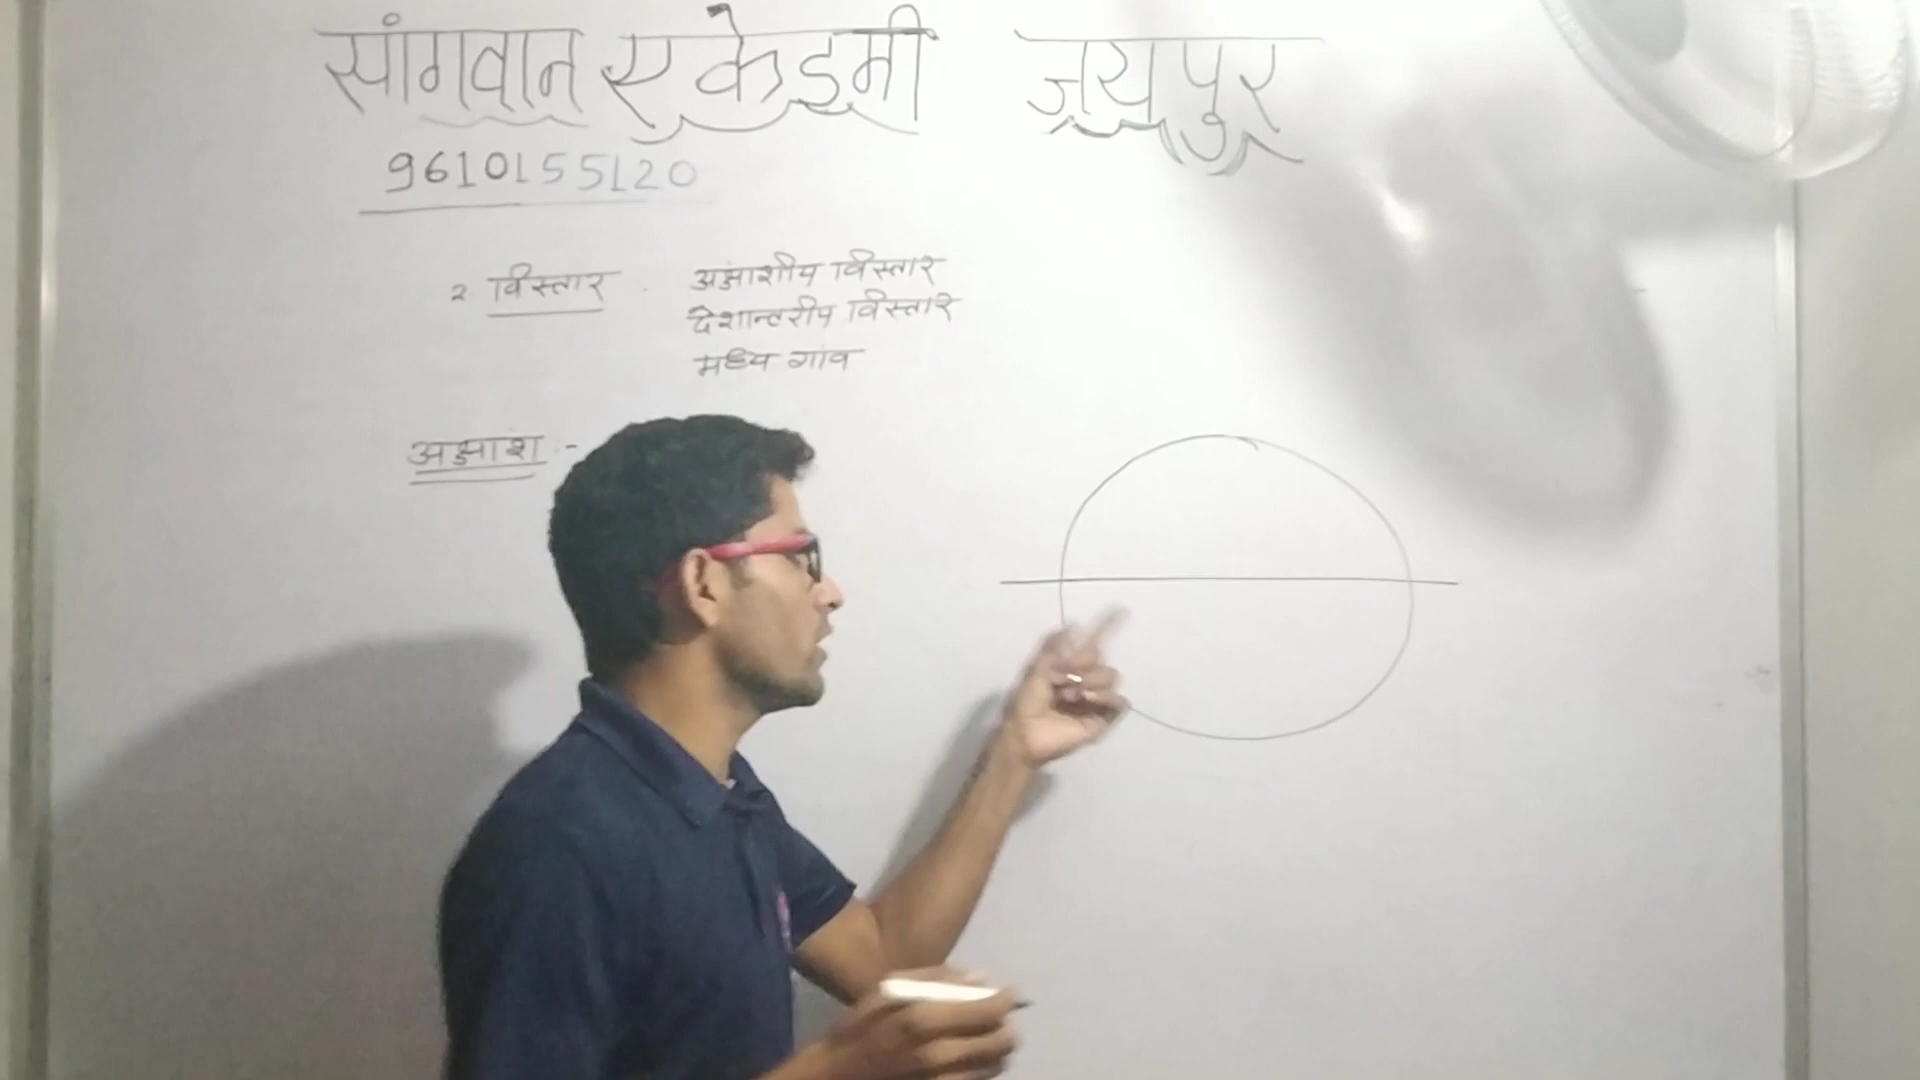 सांगवान एकेडमी जयपुर
9610155120
2. विस्तार . अक्षाशीय विस्तार
देशान्तरीय विस्तार
मध्य गांव
अक्षांश :-